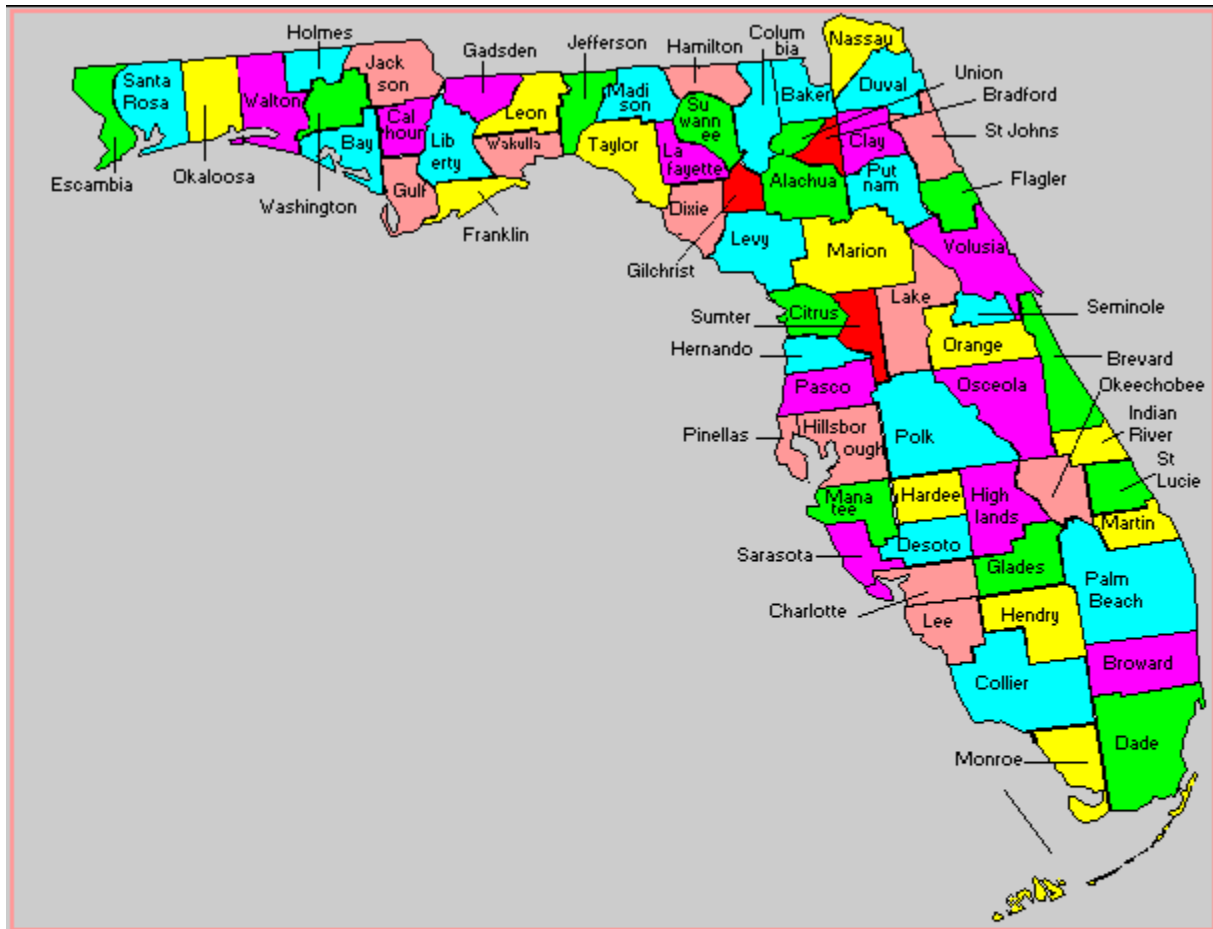 Holmes
Gadsden
Jefferson
Hamilton
Colum
bia
Nassau
Santa
Rosa
Walton
Jack
son
Leon
Madi
son
Baker
Duval
Union
Bradford
Cal
hour
Bay
Lib
erty
Wakulla
Taylor
Su
wann
ee
La
fayette
Clay
St Johns
Escambia
Okaloosa
Washington
Gulf
Franklin
Dixie
Gilchrist
Alachua
Put
nam
Flagler
Levy
Marion
Volusia
Sumter
Citrus
Lake
Seminole
Hernando
Orange
Brevard
Pasco
Osceola
Okeechobee
Pinellas
Hillsbor
ough
Polk
Indian
River
St
Lucie
Mana
tee
Hardee
High
lands
Martin
Sarasota
Desoto
Glades
Palm
Beach
Charlotte
Lee
Hendry
Broward
Collier
Monroe
Dade